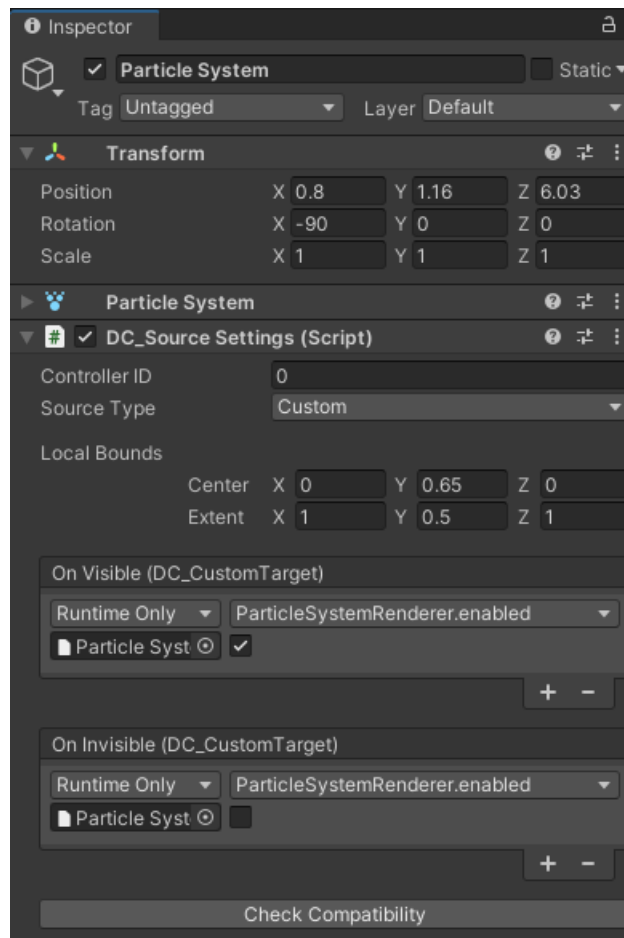 Inspector
Particle System Static
Tag Untagged Layer Default
Transform
Position X 0.8 Y 1.16 Z 6.03
Rotation X -90 Y 0 Z 0
Scale X 1 Y 1 Z 1
Particle System
# DC_Source Settings (Script)
Controller ID 0
Source Type Custom
Local Bounds
Center X 0 Y 0.65 Z 0
Extent X 1 Y 0.5 Z 1
On Visible (DC_CustomTarget)
Runtime Only ParticleSystemRenderer.enabled
Particle Syst
+ -
On Invisible (DC_CustomTarget)
Runtime Only ParticleSystemRenderer.enabled
Particle Syst
+ -
Check Compatibility